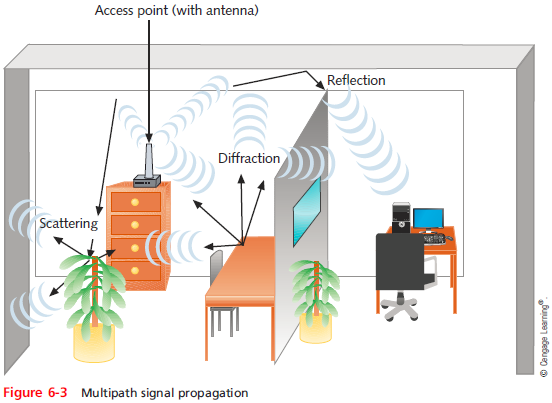 Access point (with antenna)
Reflection
Diffraction
Scattering
© Cengage Learning®.
Figure 6-3 Multipath signal propagation